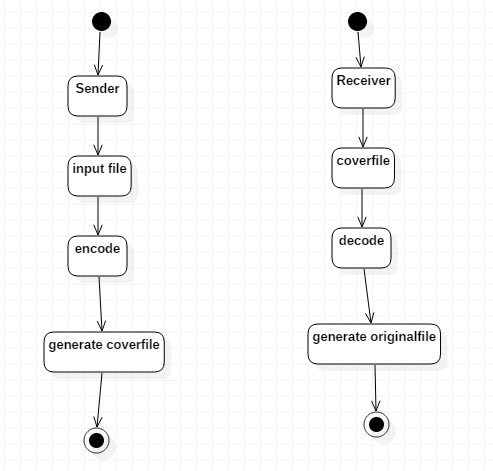 Sender
input file
encode
generate coverfile
Receiver
coverfile
decode
generate originalfile